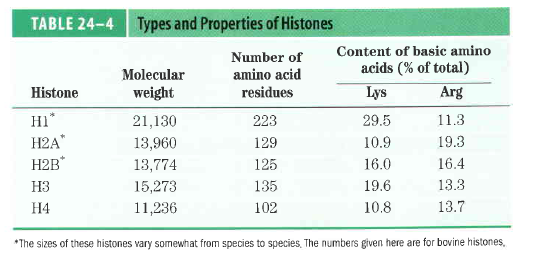 TABLE 24–4 Types and Properties of Histones
Content of basic amino
Number of acids (% of total)
Molecular amino acid
Histone weight residues Lys Arg
H1* 21,130 223 29.5 11.3
H2A* 13,960 129 10.9 19.3
H2B* 13,774 125 16.0 16.4
H3 15,273 135 19.6 13.3
H4 11,236 102 10.8 13.7
*The sizes of these histones vary somewhat from species to species. The numbers given here are for bovine histones.